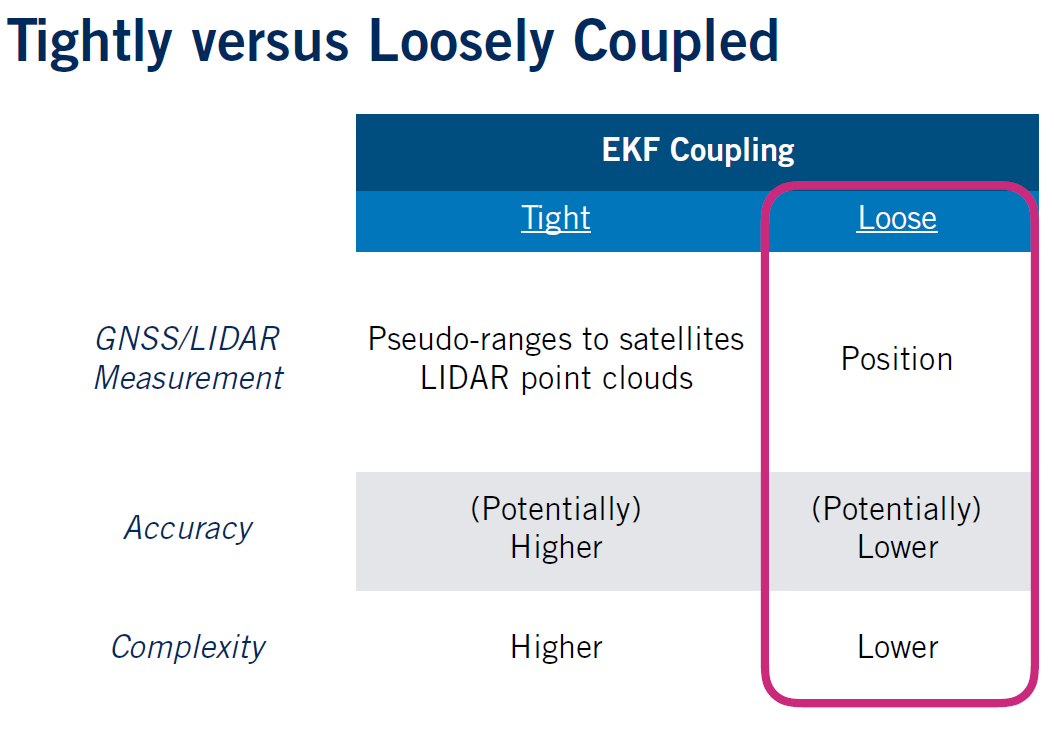 Tightly versus Loosely Coupled
EKF Coupling
Tight
Loose
GNSS/LIDAR
Measurement
Pseudo-ranges to satellites
LIDAR point clouds
Position
Accuracy
(Potentially)
Higher
(Potentially)
Lower
Complexity
Higher
Lower